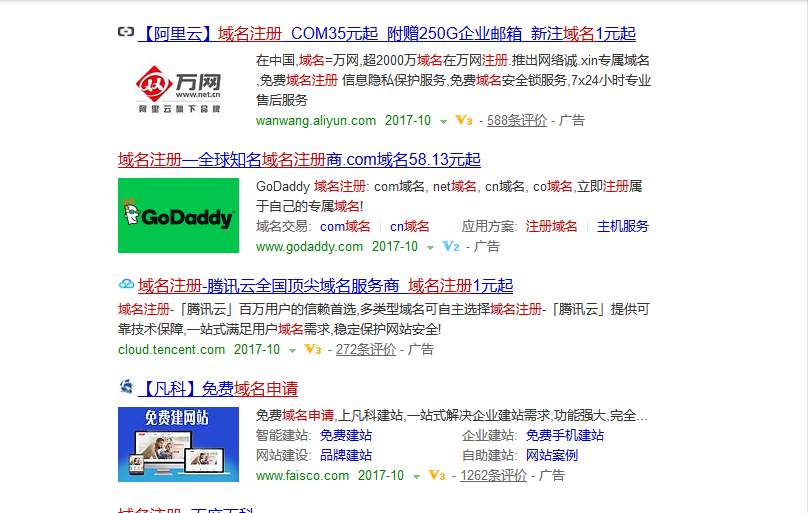 【阿里云】域名注册_COM35元起_附赠250G企业邮箱_新注域名1元起
万网
www.net.cn
阿里云旗下品牌
在中国,域名=万网,超2000万域名在万网注册.推出网络诚.xin专属域名
,免费域名注册 信息隐私保护服务,免费域名安全锁服务,7x24小时专业
售后服务
wanwang.aliyun.com 2017-10 V3 - 588条评价 - 广告
域名注册—全球知名域名注册商.com域名58.13元起
GoDaddy
GoDaddy 域名注册: com域名, net域名, cn域名, co域名,立即注册属
于自己的专属域名!
域名交易: com域名 | cn域名 应用方案: 注册域名 | 主机服务
www.godaddy.com 2017-10 V2 - 广告
域名注册-腾讯云全国顶尖域名服务商_域名注册1元起
域名注册-「腾讯云」百万用户的信赖首选,多类型域名可自主选择域名注册-「腾讯云」提供可
靠技术保障,一站式满足用户域名需求,稳定保护网站安全!
cloud.tencent.com 2017-10 V3 - 272条评价 - 广告
【凡科】免费域名申请
免费建网站
免费域名申请,上凡科建站,一站式解决企业建站需求,功能强大,完全...
智能建站: 免费建站 企业建站: 免费手机建站
网站建设: 品牌建站 自助建站: 网站案例
www.faisco.com 2017-10 V3 - 1262条评价 - 广告
域名注册_百度百科